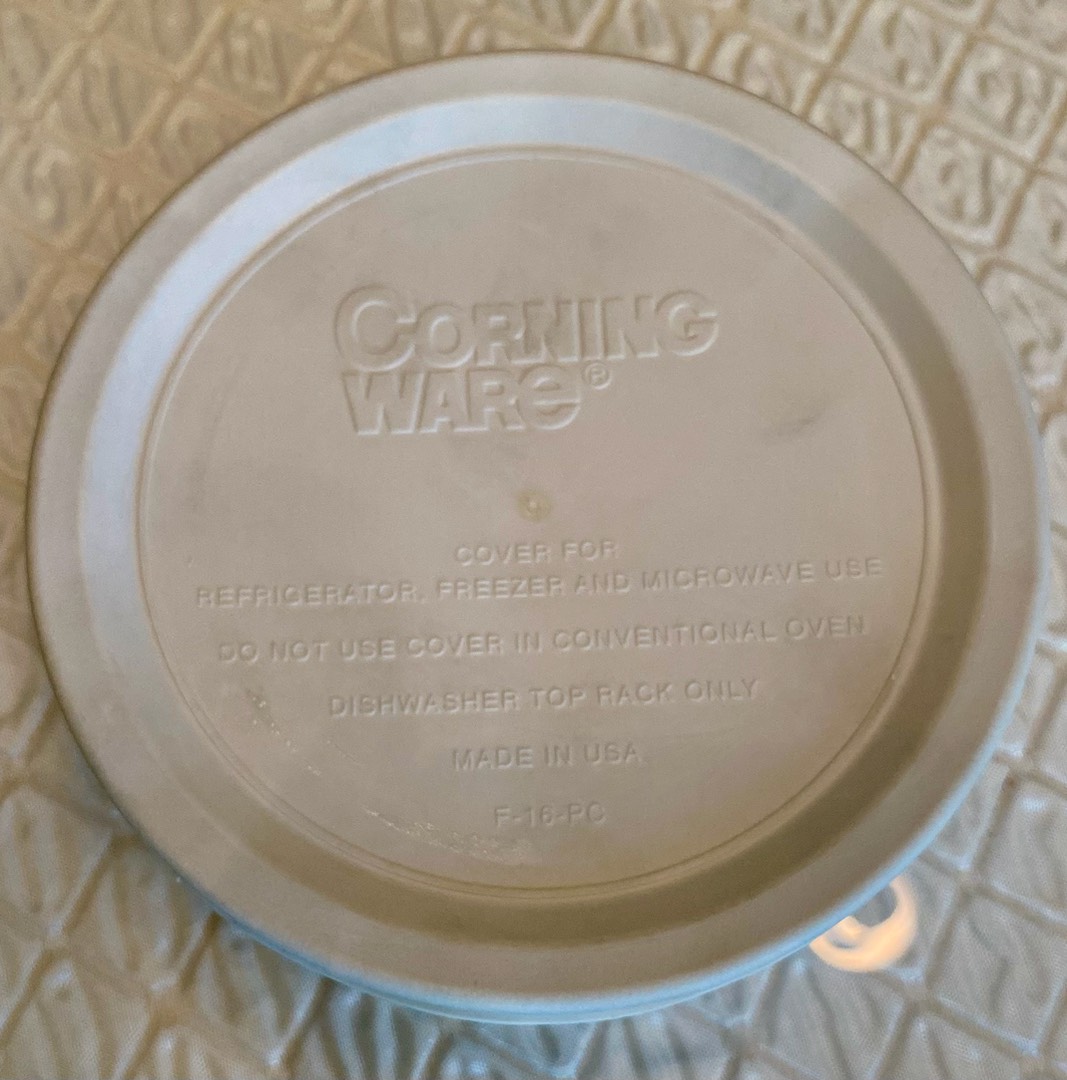 CORNING
WARe®
COVER FOR
REFRIGERATOR, FREEZER AND MICROWAVE USE
DO NOT USE COVER IN CONVENTIONAL OVEN
DISHWASHER TOP RACK ONLY
MADE IN USA
F-16-PC